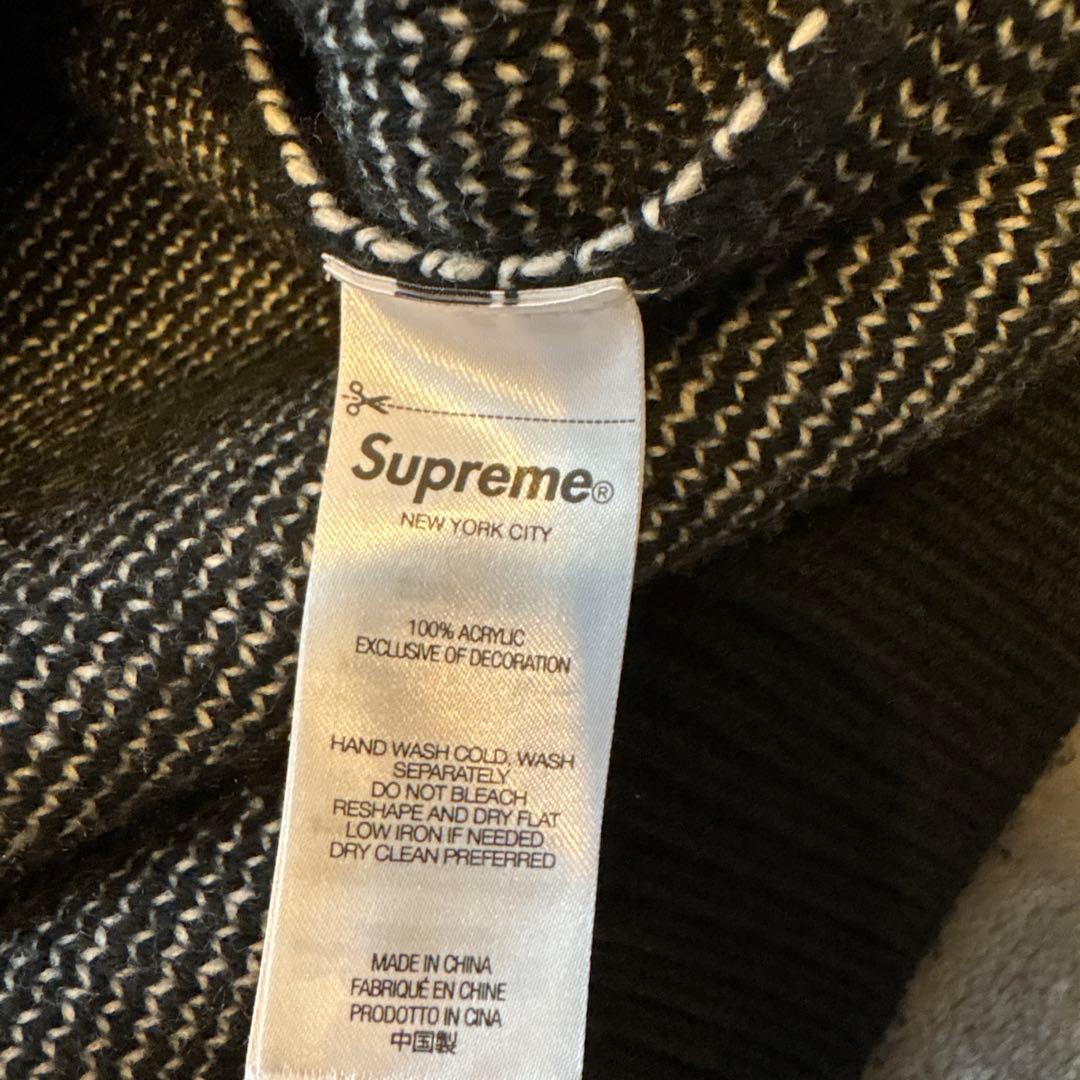 Supreme®
NEW YORK CITY
100% ACRYLIC
EXCLUSIVE OF DECORATION
HAND WASH COLD, WASH
SEPARATELY
DO NOT BLEACH
RESHAPE AND DRY FLAT
LOW IRON IF NEEDED
DRY CLEAN PREFERRED
MADE IN CHINA
FABRIQUÉ EN CHINE
PRODOTTO IN CINA
中国製